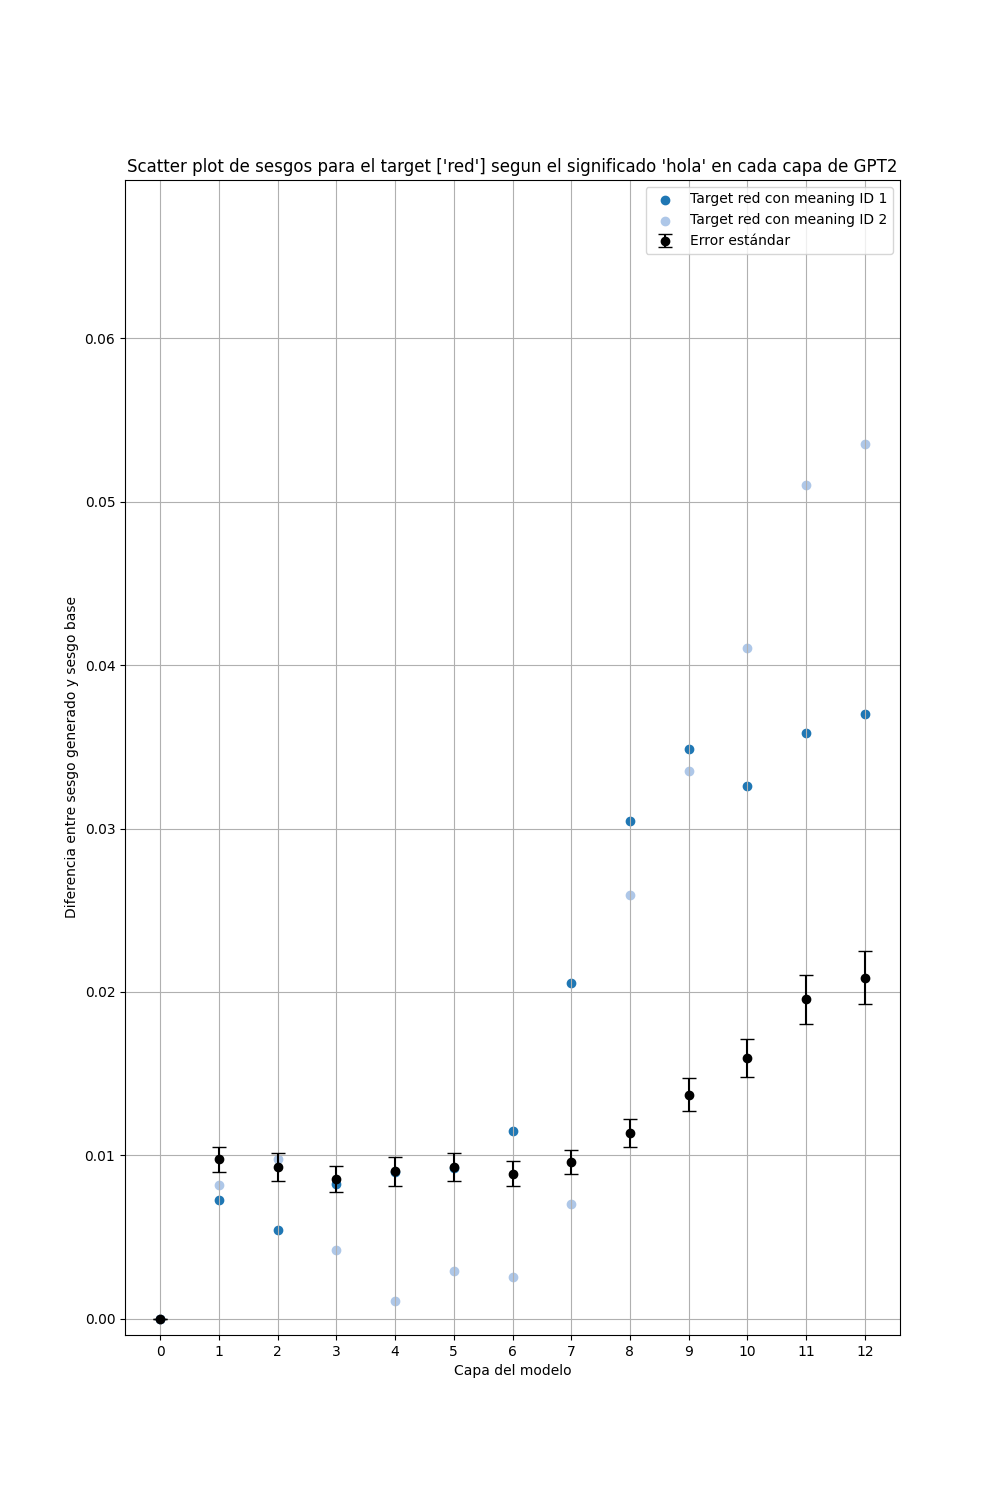 Scatter plot de sesgos para el target ['red'] segun el significado 'hola' en cada capa de GPT2
Target red con meaning ID 1
Target red con meaning ID 2
Error estándar
0.06
0.05
0.04
0.03
0.02
0.01
0.00
Diferencia entre sesgo generado y sesgo base
0 1 2 3 4 5 6 7 8 9 10 11 12
Capa del modelo